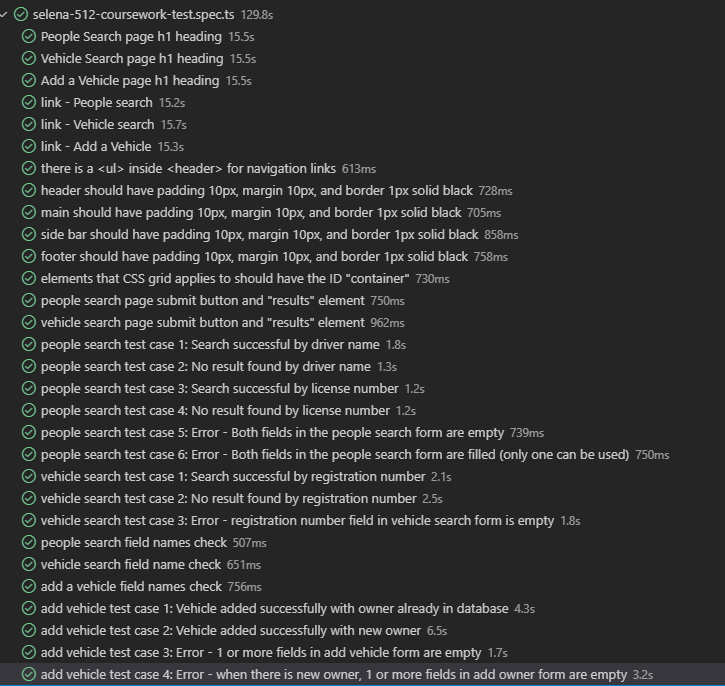 selena-512-coursework-test.spec.ts 129.8s
People Search page h1 heading 15.5s
Vehicle Search page h1 heading 15.5s
Add a Vehicle page h1 heading 15.5s
link - People search 15.2s
link - Vehicle search 15.7s
link - Add a Vehicle 15.3s
there is a <ul> inside <header> for navigation links 613ms
header should have padding 10px, margin 10px, and border 1px solid black 728ms
main should have padding 10px, margin 10px, and border 1px solid black 705ms
side bar should have padding 10px, margin 10px, and border 1px solid black 858ms
footer should have padding 10px, margin 10px, and border 1px solid black 758ms
elements that CSS grid applies to should have the ID "container" 730ms
people search page submit button and "results" element 750ms
vehicle search page submit button and "results" element 962ms
people search test case 1: Search successful by driver name 1.8s
people search test case 2: No result found by driver name 1.3s
people search test case 3: Search successful by license number 1.2s
people search test case 4: No result found by license number 1.2s
people search test case 5: Error - Both fields in the people search form are empty 739ms
people search test case 6: Error - Both fields in the people search form are filled (only one can be used) 750ms
vehicle search test case 1: Search successful by registration number 2.1s
vehicle search test case 2: No result found by registration number 2.5s
vehicle search test case 3: Error - registration number field in vehicle search form is empty 1.8s
people search field names check 507ms
vehicle search field name check 651ms
add a vehicle field names check 756ms
add vehicle test case 1: Vehicle added successfully with owner already in database 4.3s
add vehicle test case 2: Vehicle added successfully with new owner 6.5s
add vehicle test case 3: Error - 1 or more fields in add vehicle form are empty 1.7s
add vehicle test case 4: Error - when there is new owner, 1 or more fields in add owner form are empty 3.2s